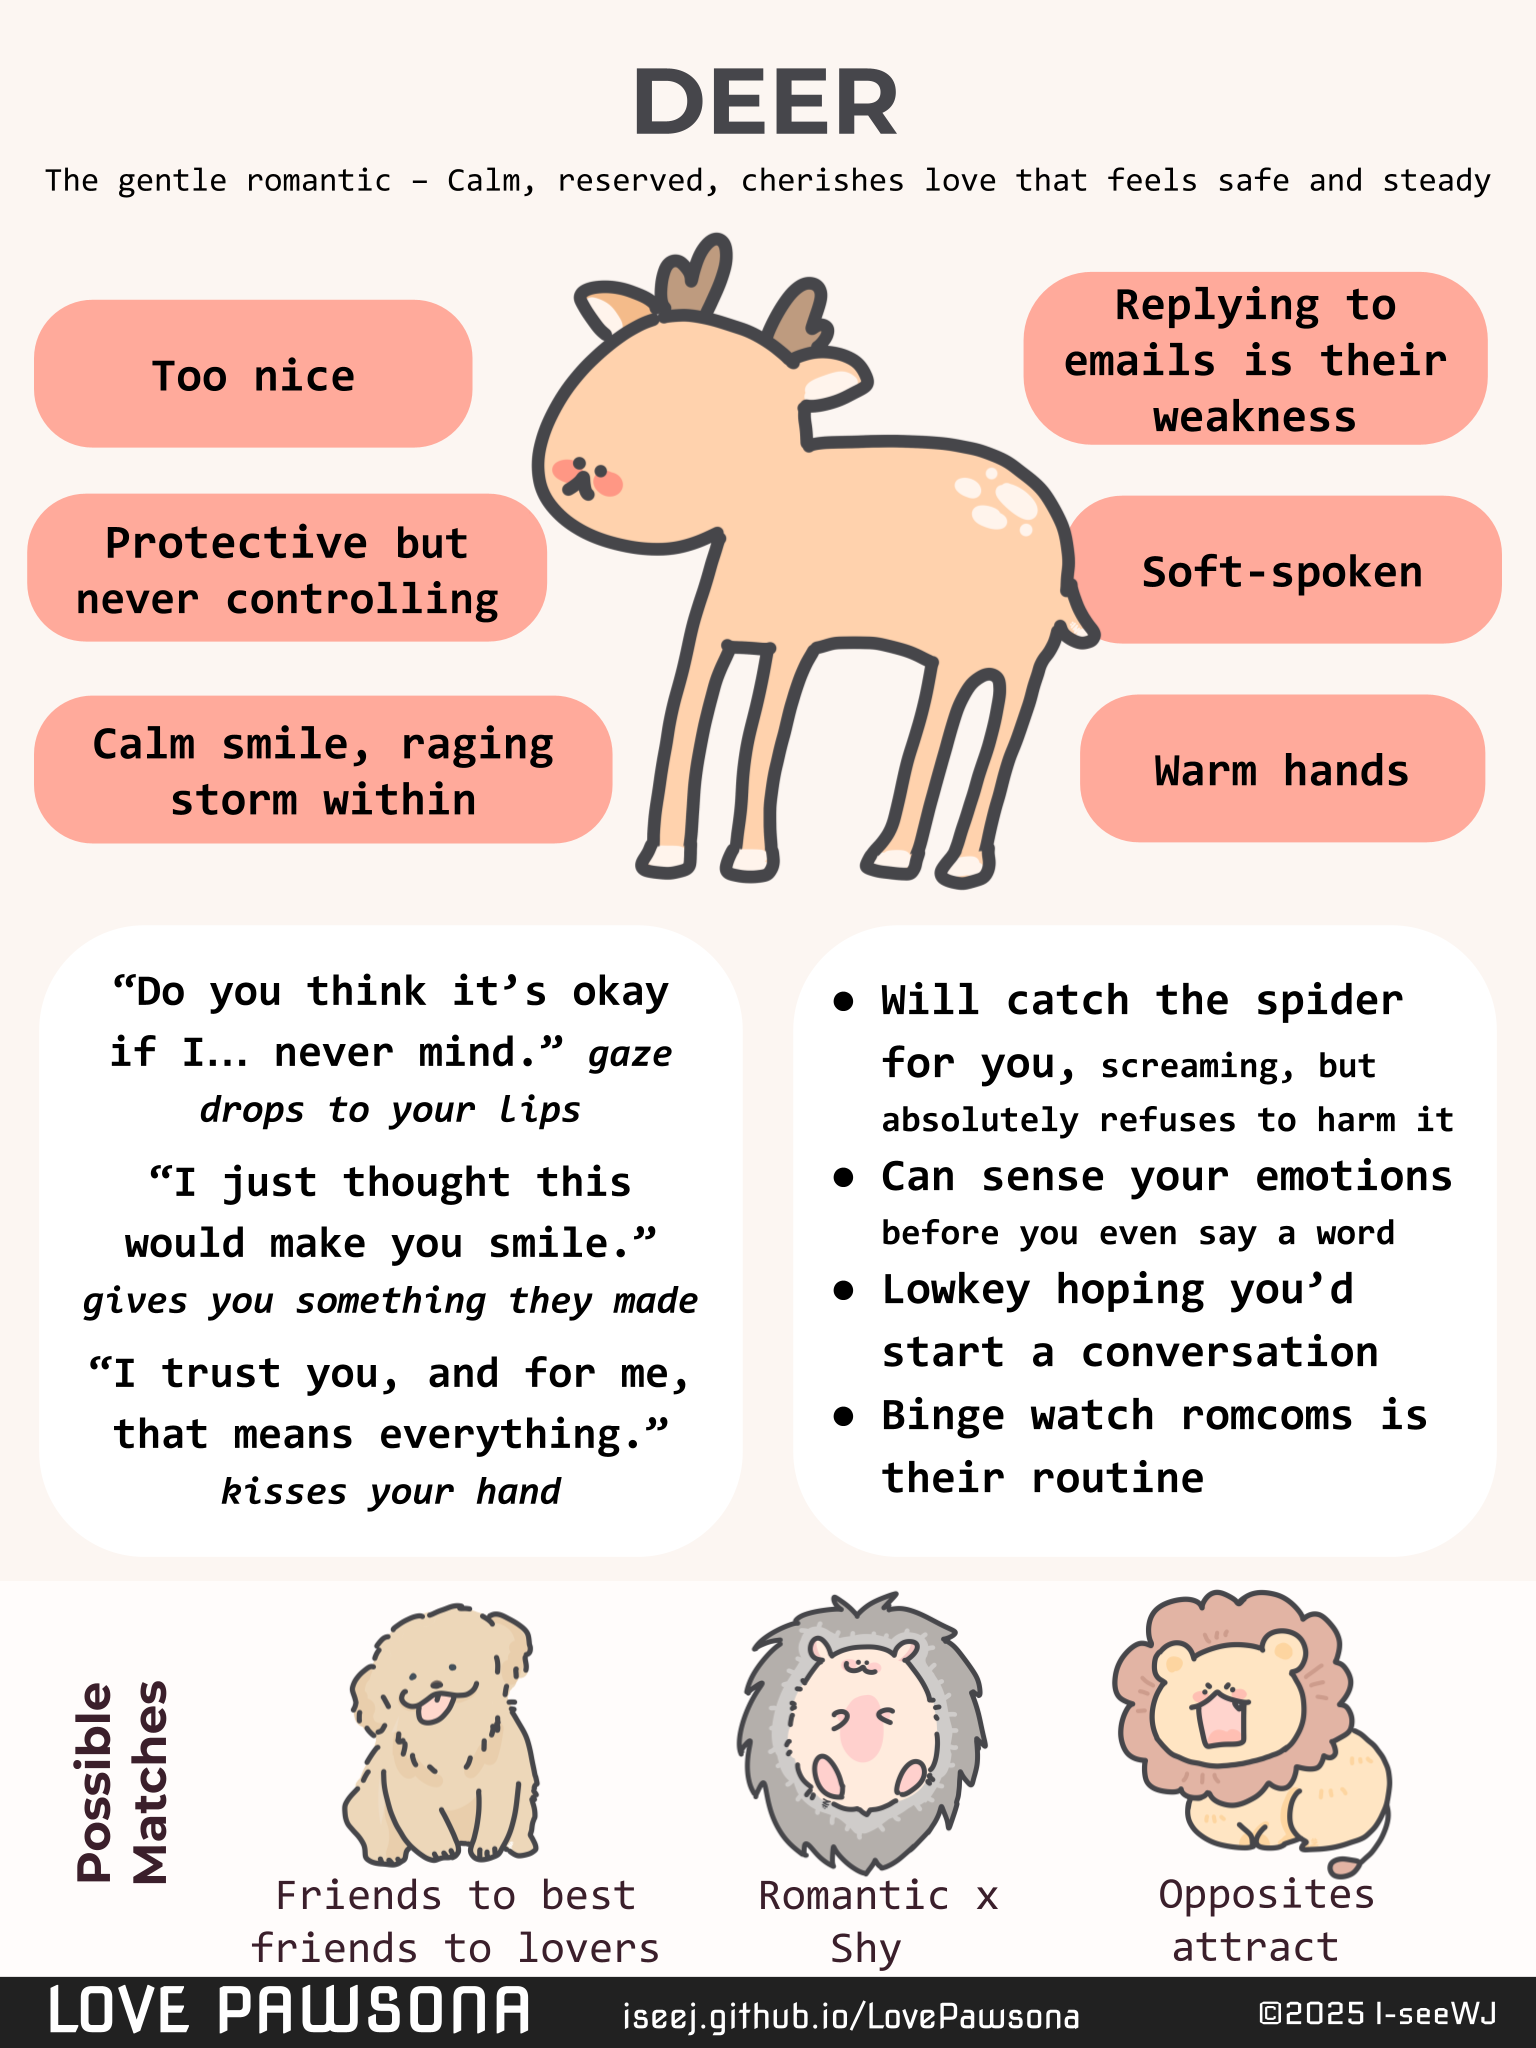 DEER
The gentle romantic – Calm, reserved, cherishes love that feels safe and steady
Too nice
Replying to
emails is their
weakness
Protective but
never controlling
Soft-spoken
Calm smile, raging
storm within
Warm hands
“Do you think it’s okay
if I… never mind.” gaze
drops to your lips
“I just thought this
would make you smile.”
gives you something they made
“I trust you, and for me,
that means everything.”
kisses your hand
● Will catch the spider
for you, screaming, but
absolutely refuses to harm it
● Can sense your emotions
before you even say a word
● Lowkey hoping you’d
start a conversation
● Binge watch romcoms is
their routine
Possible
Matches
Friends to best
friends to lovers
Romantic x
Shy
Opposites
attract
LOVE PAWSONA
iseej.github.io/LovePawsona
©2025 I-seeWJ